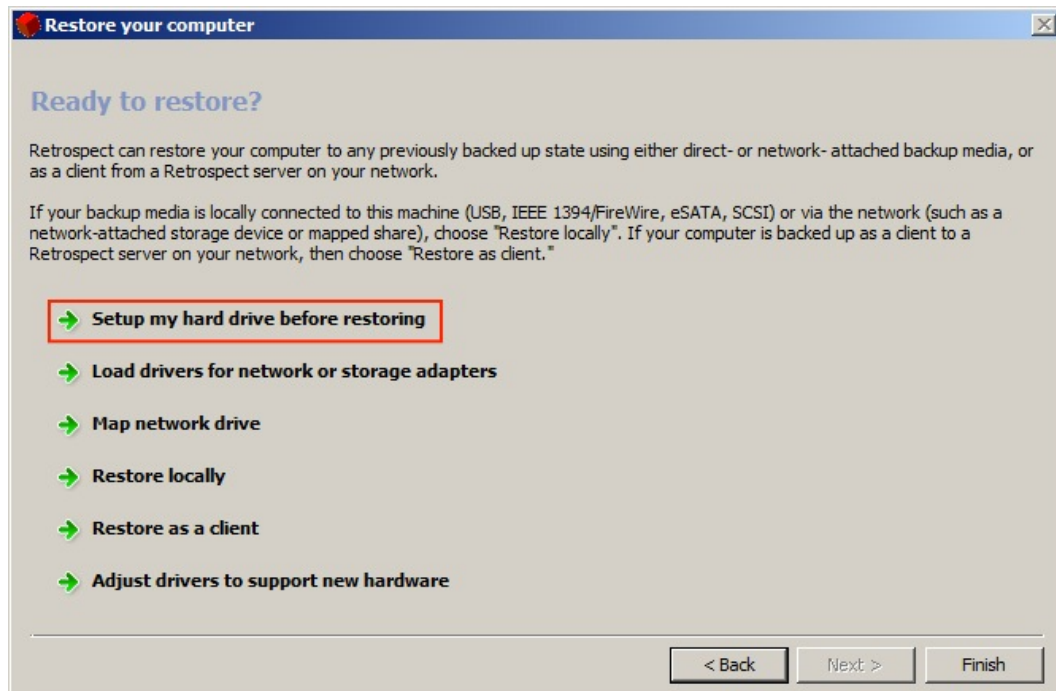 Restore your computer
Ready to restore?
Retrospect can restore your computer to any previously backed up state using either direct- or network- attached backup media, or
as a client from a Retrospect server on your network.
If your backup media is locally connected to this machine (USB, IEEE 1394/FireWire, eSATA, SCSI) or via the network (such as a
network-attached storage device or mapped share), choose "Restore locally". If your computer is backed up as a client to a
Retrospect server on your network, then choose "Restore as client."
Setup my hard drive before restoring
Load drivers for network or storage adapters
Map network drive
Restore locally
Restore as a client
Adjust drivers to support new hardware
< Back Next > Finish